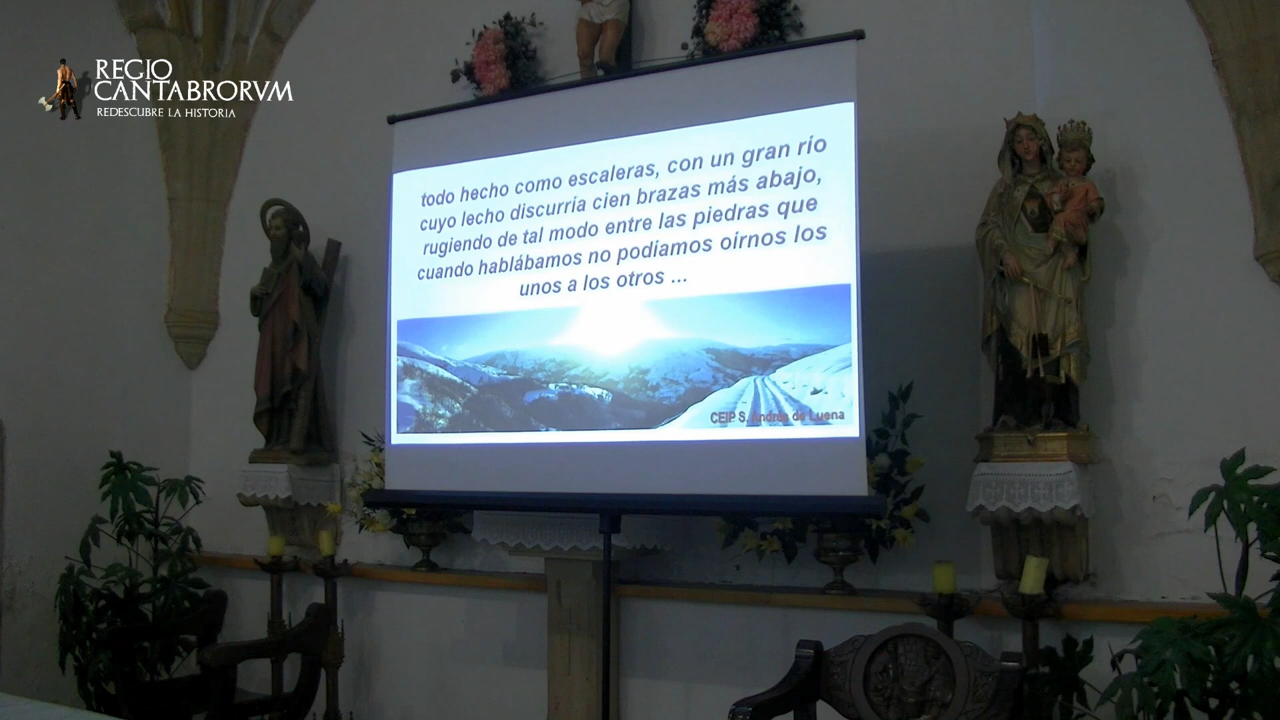 REGIO
CANTABRORVM
REDESCUBRE LA HISTORIA
todo hecho como escaleras, con un gran río
cuyo lecho discurría cien brazas más abajo,
rugiendo de tal modo entre las piedras que
cuando hablábamos no podíamos oírnos los
unos a los otros ...
CEIP S. Andrés de Luena